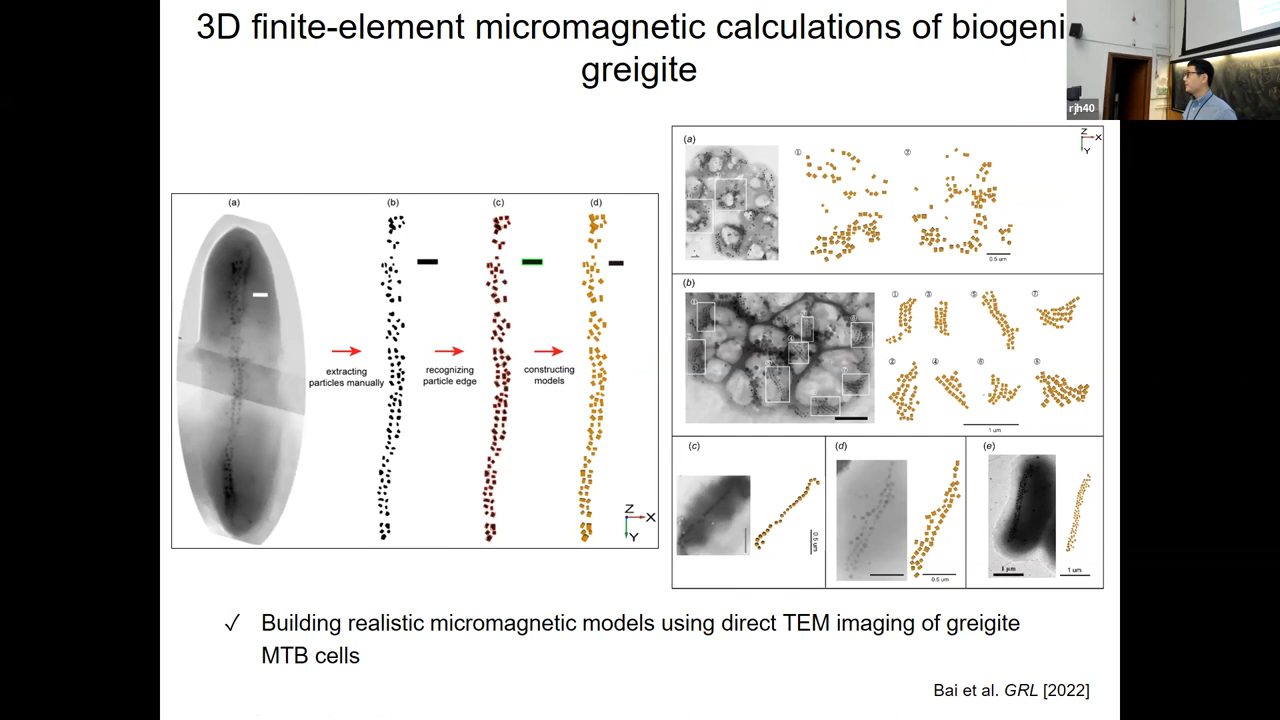 3D finite-element micromagnetic calculations of biogeni
greigite
rjh40
(a)
(b)
(c)
(d)
extracting
particles manually
recognizing
particle edge
constructing
models
Z
X
Y
(a)
①
②
Z
X
Y
0.5 um
(b)
①
③
⑤
⑦
②
④
⑥
⑧
1 um
(c)
0.5 um
(d)
0.5 um
(e)
1 µm
1 um
✓ Building realistic micromagnetic models using direct TEM imaging of greigite
MTB cells
Bai et al. GRL [2022]